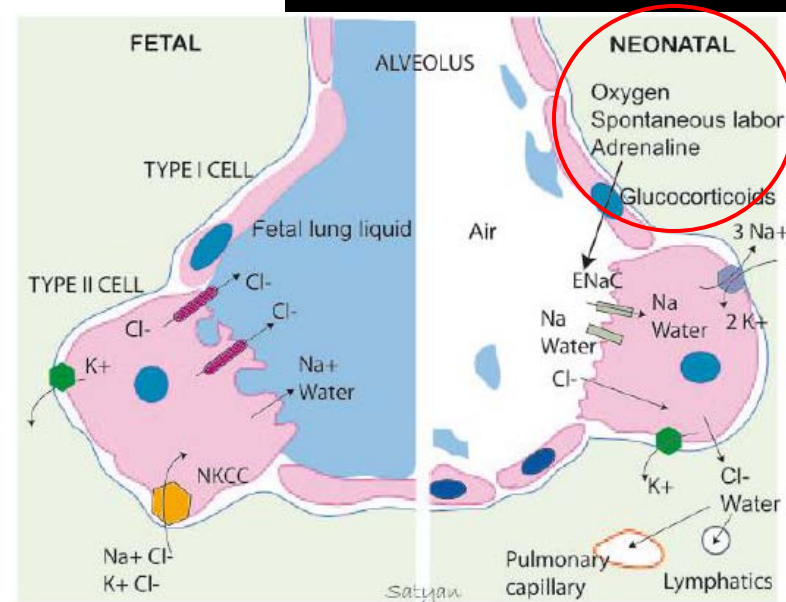 FETAL
ALVEOLUS
NEONATAL
Oxygen
Spontaneous labor
Adrenaline
Glucocorticoids
TYPE I CELL
Fetal lung liquid
Air
TYPE II CELL
Cl-
Cl-
Cl-
K+
Na+
Water
NKCC
Na+ Cl-
K+ Cl-
3 Na+
2 K+
ENaC
Na
Water
Na
Water
Cl-
K+
Cl-
Water
Pulmonary
capillary
Lymphatics
Satyan